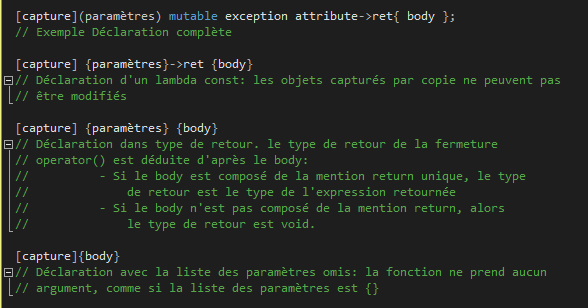 [capture](paramètres) mutable exception attribute->ret{ body };
// Exemple Déclaration complète
[capture] {paramètres}->ret {body}
// Déclaration d'un lambda const: les objets capturés par copie ne peuvent pas
// être modifiés
[capture] {paramètres} {body}
// Déclaration dans type de retour. le type de retour de la fermeture
// operator() est déduite d'après le body:
// - Si le body est composé de la mention return unique, le type
// de retour est le type de l'expression retournée
// - Si le body n'est pas composé de la mention return, alors
// le type de retour est void.
[capture]{body}
// Déclaration avec la liste des paramètres omis: la fonction ne prend aucun
// argument, comme si la liste des paramètres est {}